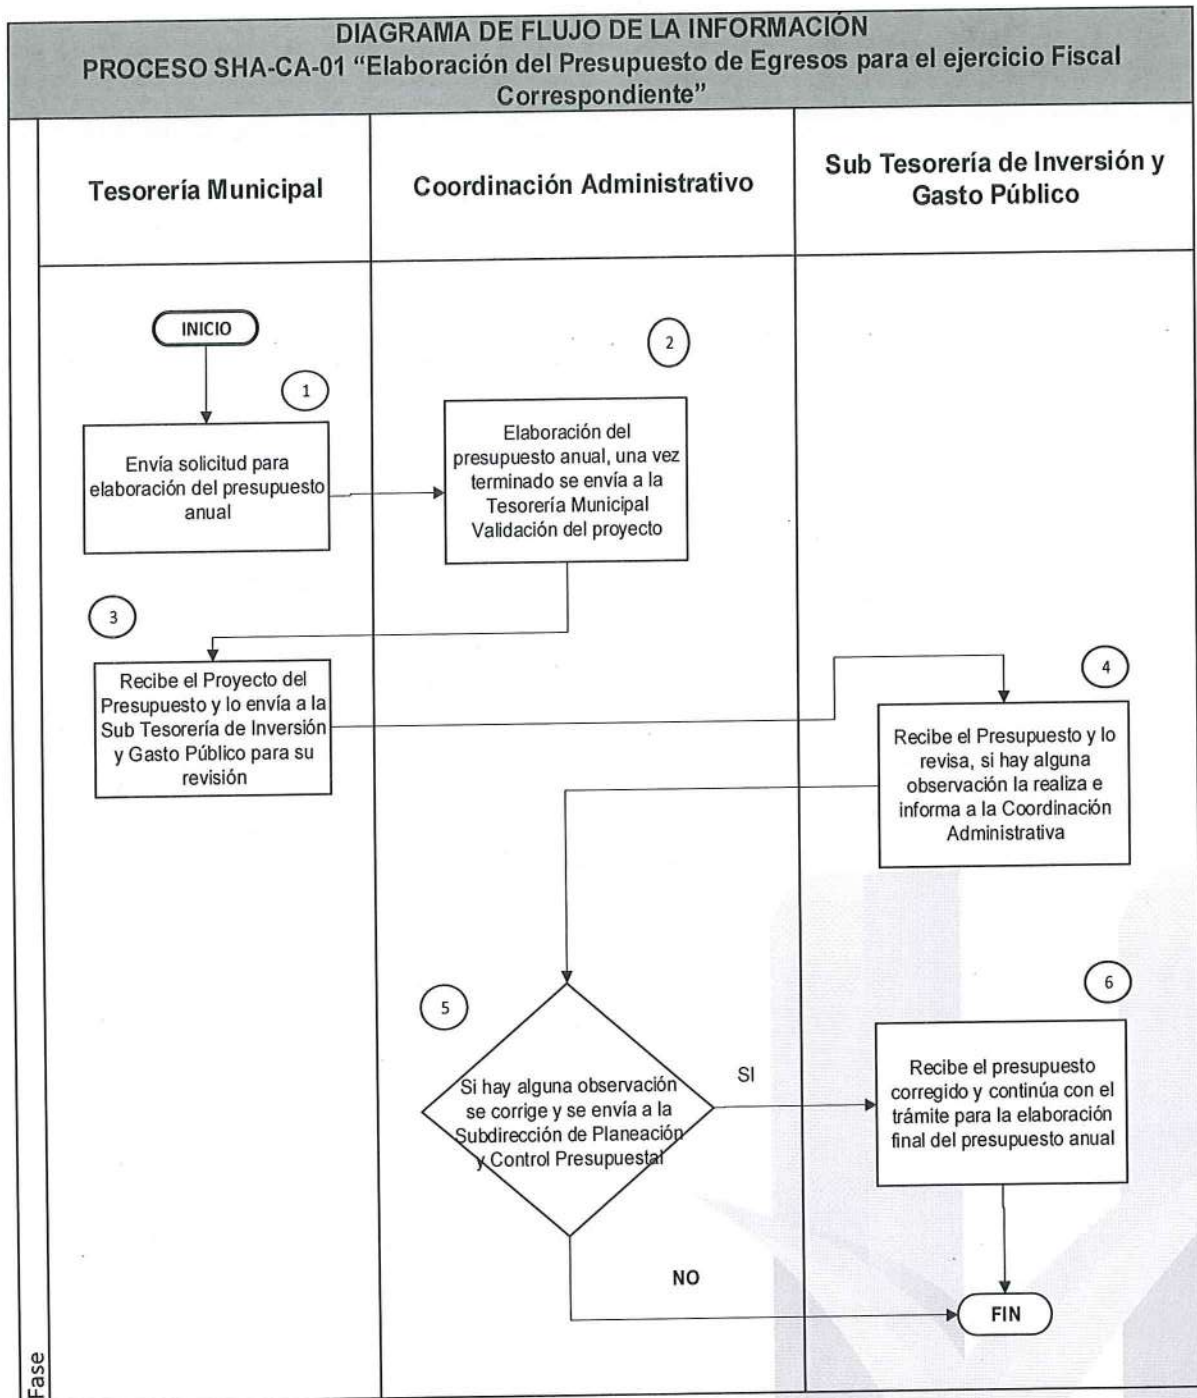 DIAGRAMA DE FLUJO DE LA INFORMACIÓN
PROCESO SHA-CA-01 “Elaboración del Presupuesto de Egresos para el ejercicio Fiscal
Correspondiente”
Tesorería Municipal
Coordinación Administrativo
Sub Tesorería de Inversión y
Gasto Público
INICIO
1
Envía solicitud para
elaboración del presupuesto
anual
2
Elaboración del
presupuesto anual, una vez
terminado se envía a la
Tesorería Municipal
Validación del proyecto
3
Recibe el Proyecto del
Presupuesto y lo envía a la
Sub Tesorería de Inversión
y Gasto Público para su
revisión
4
Recibe el Presupuesto y lo
revisa, si hay alguna
observación la realiza e
informa a la Coordinación
Administrativa
5
Si hay alguna observación
se corrige y se envía a la
Subdirección de Planeación
y Control Presupuestal
SI
NO
6
Recibe el presupuesto
corregido y continúa con el
trámite para la elaboración
final del presupuesto anual
FIN
Fase